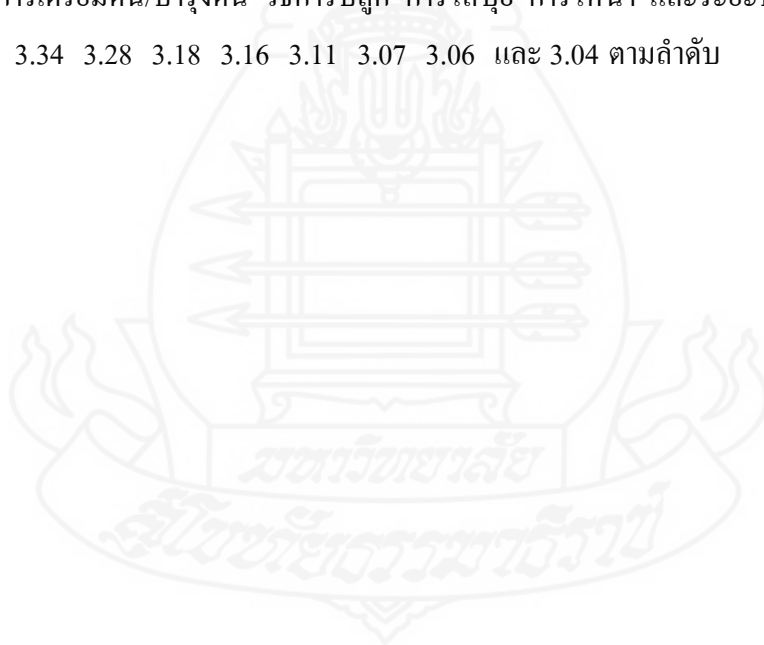 การเตรียมดิน/บำรุงดิน วิธีการปลูก การใส่ปุ๋ย การให้น้ำ
3.34 3.28 3.18 3.16 3.11 3.07 3.06 และ 3.04 ตามลำดับ
มหาวิทยาลัย
สุโขทัยธรรมาธิราช